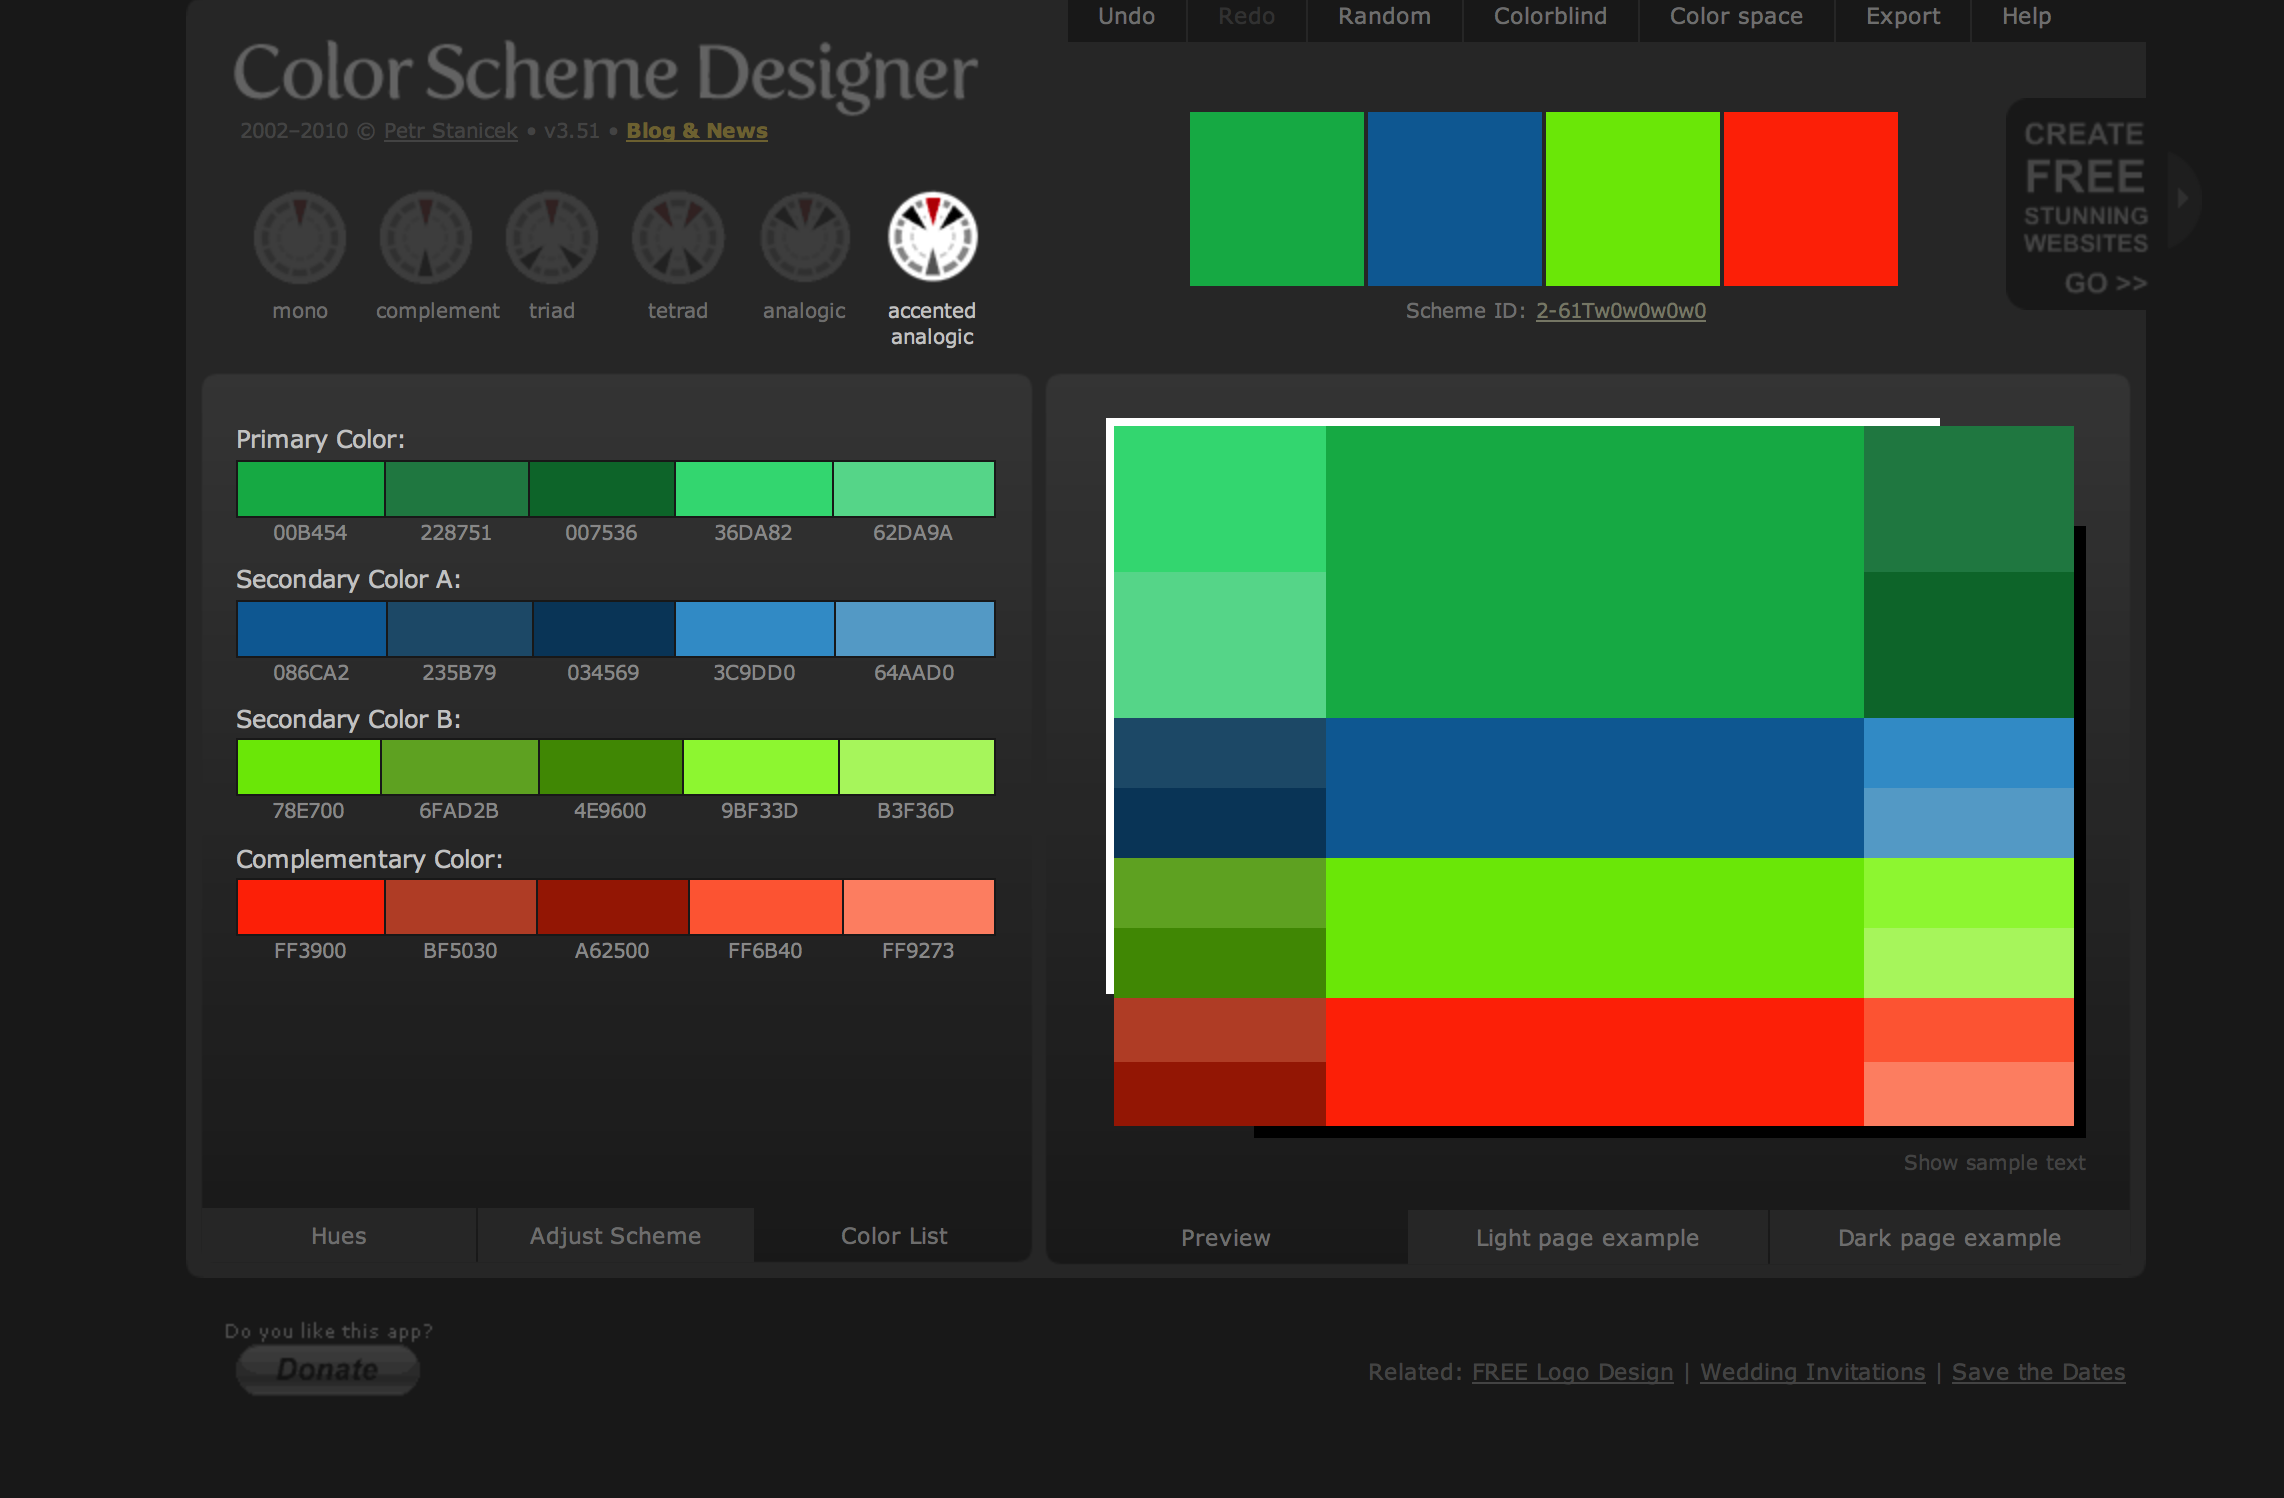 Undo Redo Random Colorblind Color space Export Help
Color Scheme Designer
2002–2010 © Petr Stanicek • v3.51 • Blog & News
CREATE
FREE
STUNNING
WEBSITES
GO >>
mono complement triad tetrad analogic accented
analogic
Scheme ID: 2-61Tw0w0w0w0
Primary Color:
00B454 228751 007536 36DA82 62DA9A
Secondary Color A:
086CA2 235B79 034569 3C9DD0 64AAD0
Secondary Color B:
78E700 6FAD2B 4E9600 9BF33D B3F36D
Complementary Color:
FF3900 BF5030 A62500 FF6B40 FF9273
Show sample text
Hues Adjust Scheme Color List
Preview Light page example Dark page example
Do you like this app?
Donate
Related: FREE Logo Design | Wedding Invitations | Save the Dates